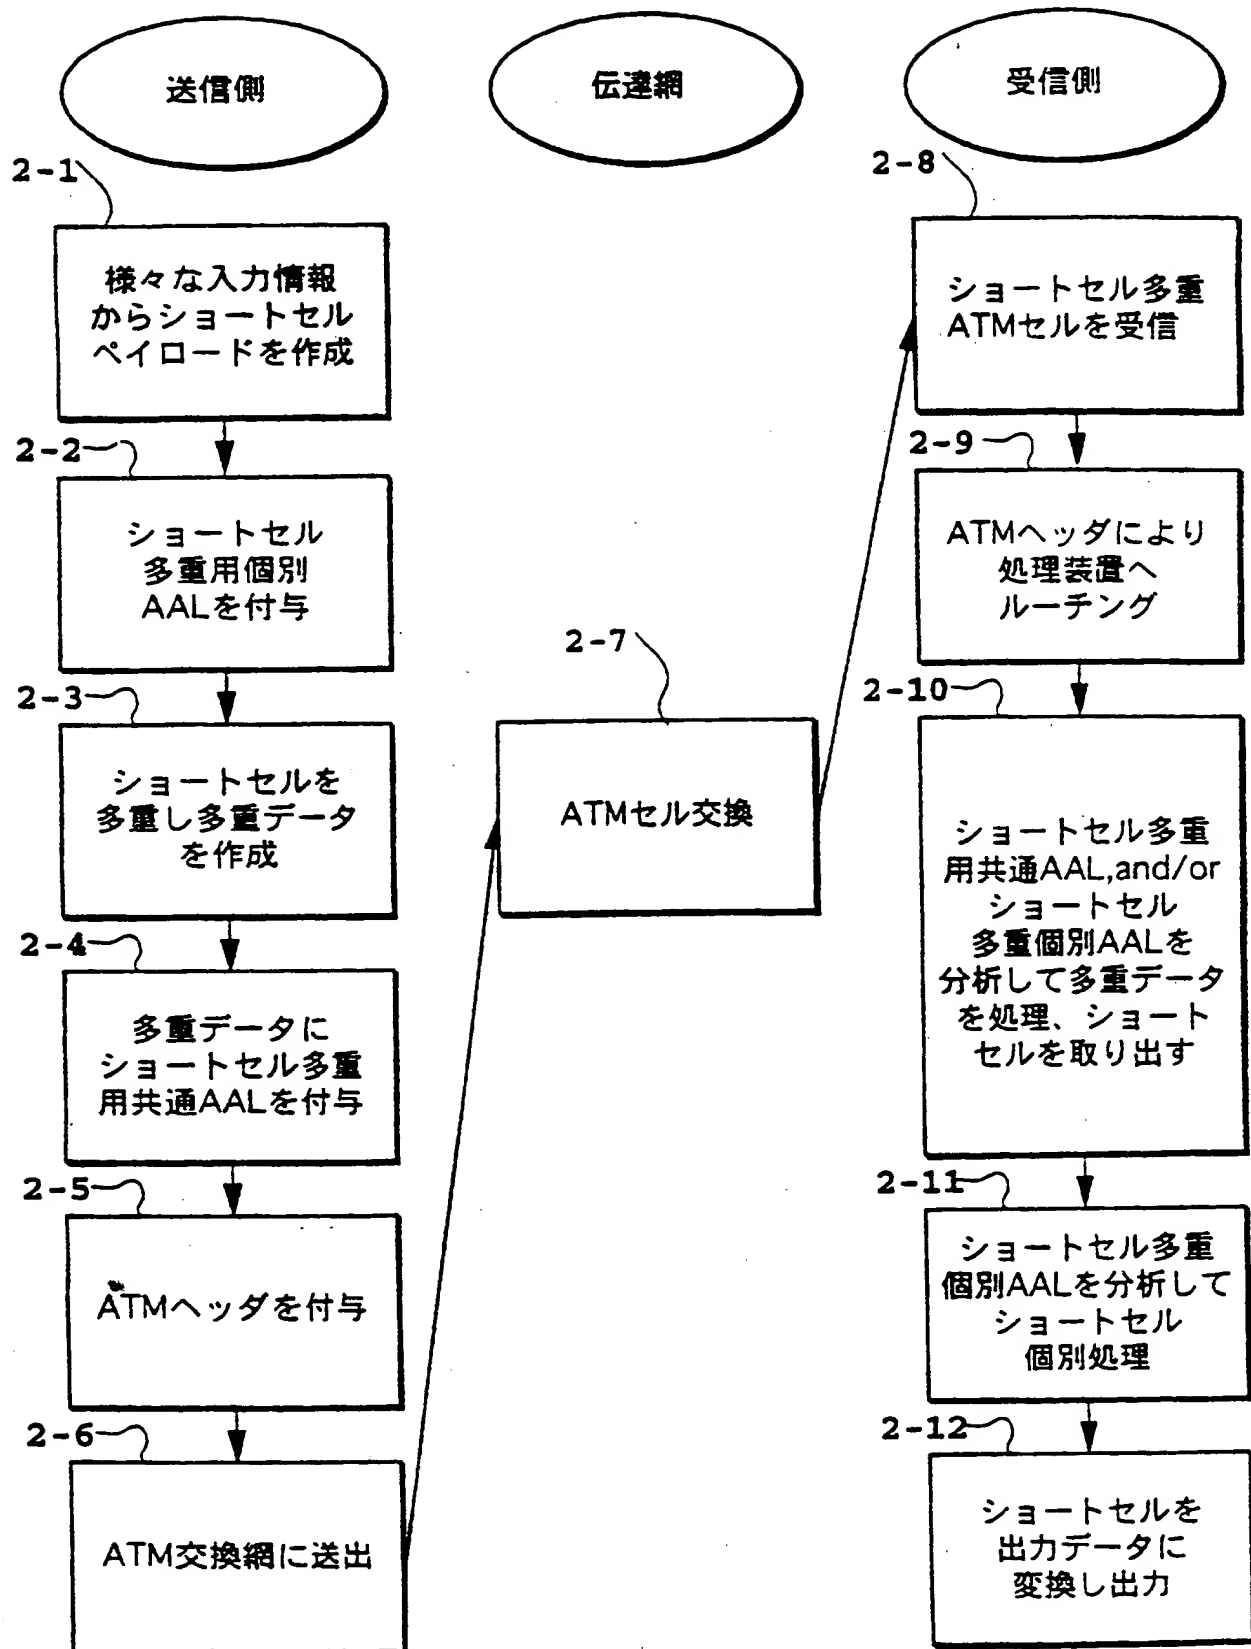 送信側
2-1
様々な入力情報
からショートセル
ペイロードを作成
2-2
ショートセル
多重用個別
AALを付与
2-3
ショートセルを
多重し多重データ
を作成
2-4
多重データに
ショートセル多重
用共通AALを付与
2-5
ATMヘッダを付与
2-6
ATM交換網に送出
伝達網
2-7
ATMセル交換
受信側
2-8
ショートセル多重
ATMセルを受信
2-9
ATMヘッダにより
処理装置へ
ルーチング
2-10
ショートセル多重
用共通AAL,and/or
ショートセル
多重個別AALを
分析して多重データ
を処理、ショート
セルを取り出す
2-11
ショートセル多重
個別AALを分析して
ショートセル
個別処理
2-12
ショートセルを
出力データに
変換し出力